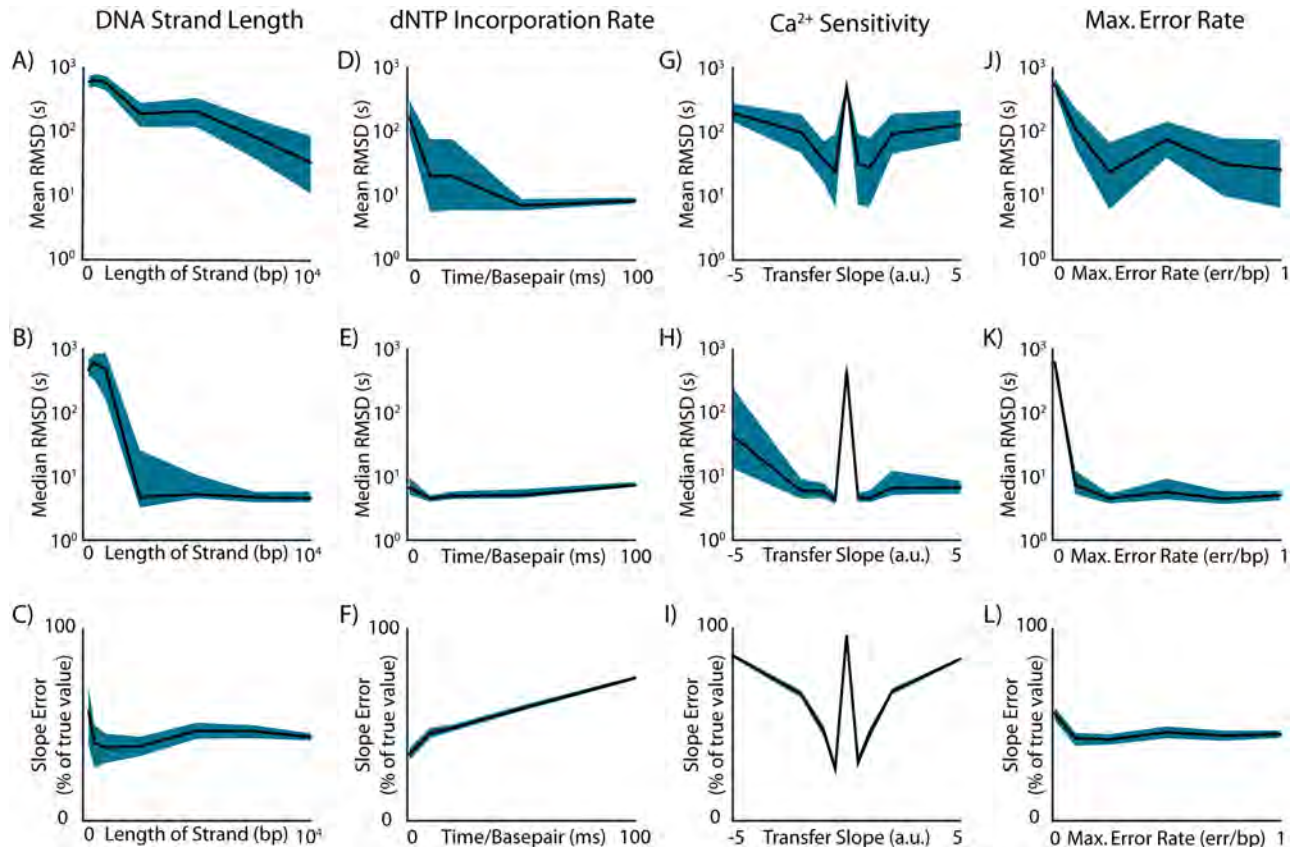 DNA Strand Length
dNTP Incorporation Rate
Ca²⁺ Sensitivity
Max. Error Rate
A)
10³
10²
10¹
10⁰
Mean RMSD (s)
0
Length of Strand (bp)
10⁴
D)
10³
10²
10¹
10⁰
Mean RMSD (s)
0
Time/Basepair (ms)
100
G)
10³
10²
10¹
10⁰
Mean RMSD (s)
-5
Transfer Slope (a.u.)
5
J)
10³
10²
10¹
10⁰
Mean RMSD (s)
0
Max. Error Rate (err/bp)
1
B)
10³
10²
10¹
10⁰
Median RMSD (s)
0
Length of Strand (bp)
10⁴
E)
10³
10²
10¹
10⁰
Median RMSD (s)
0
Time/Basepair (ms)
100
H)
10³
10²
10¹
10⁰
Median RMSD (s)
-5
Transfer Slope (a.u.)
5
K)
10³
10²
10¹
10⁰
Median RMSD (s)
0
Max. Error Rate (err/bp)
1
C)
100
0
Slope Error
(% of true value)
0
Length of Strand (bp)
10⁴
F)
100
0
Slope Error
(% of true value)
0
Time/Basepair (ms)
100
I)
100
0
Slope Error
(% of true value)
-5
Transfer Slope (a.u.)
5
L)
100
0
Slope Error
(% of true value)
0
Max. Error Rate (err/bp)
1